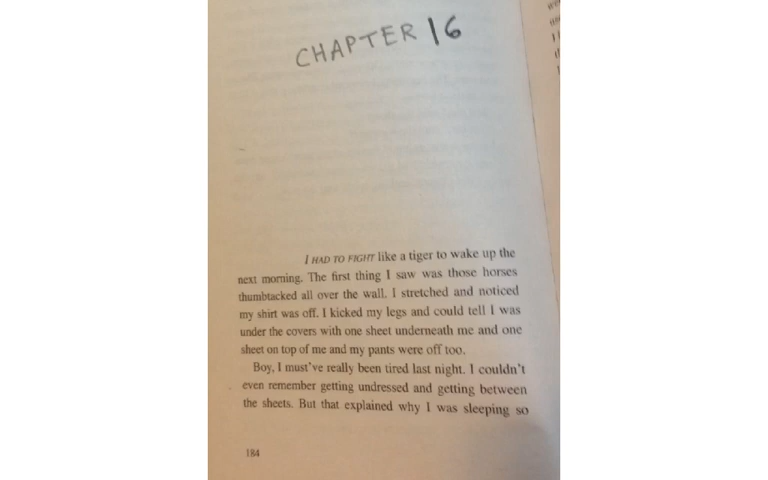 CHAPTER 16
I HAD TO FIGHT like a tiger to wake up the
next morning. The first thing I saw was those horses
thumbtacked all over the wall. I stretched and noticed
my shirt was off. I kicked my legs and could tell I was
under the covers with one sheet underneath me and one
sheet on top of me and my pants were off too.
Boy, I must've really been tired last night. I couldn't
even remember getting undressed and getting between
the sheets. But that explained why I was sleeping so
184